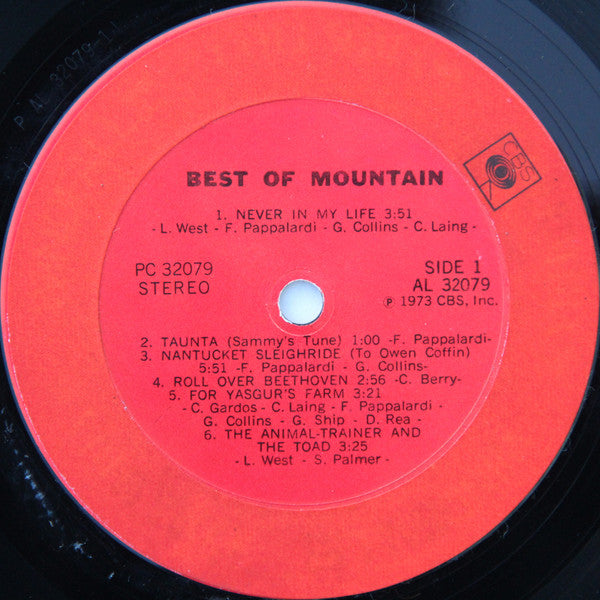 P AL 32079-1
CBS
BEST OF MOUNTAIN
1. NEVER IN MY LIFE 3:51
- L. West - F. Pappalardi - G. Collins - C. Laing -
PC 32079
STEREO
SIDE 1
AL 32079
℗ 1973 CBS, Inc.
2. TAUNTA (Sammy's Tune) 1:00 -F. Pappalardi-
3. NANTUCKET SLEIGHRIDE (To Owen Coffin)
5:51 -F. Pappalardi - G. Collins-
4. ROLL OVER BEETHOVEN 2:56 -C. Berry-
5. FOR YASGUR'S FARM 3:21
- C. Gardos - C. Laing - F. Pappalardi -
G. Collins - G. Ship - D. Rea -
6. THE ANIMAL-TRAINER AND
THE TOAD 3:25
-L. West - S. Palmer -